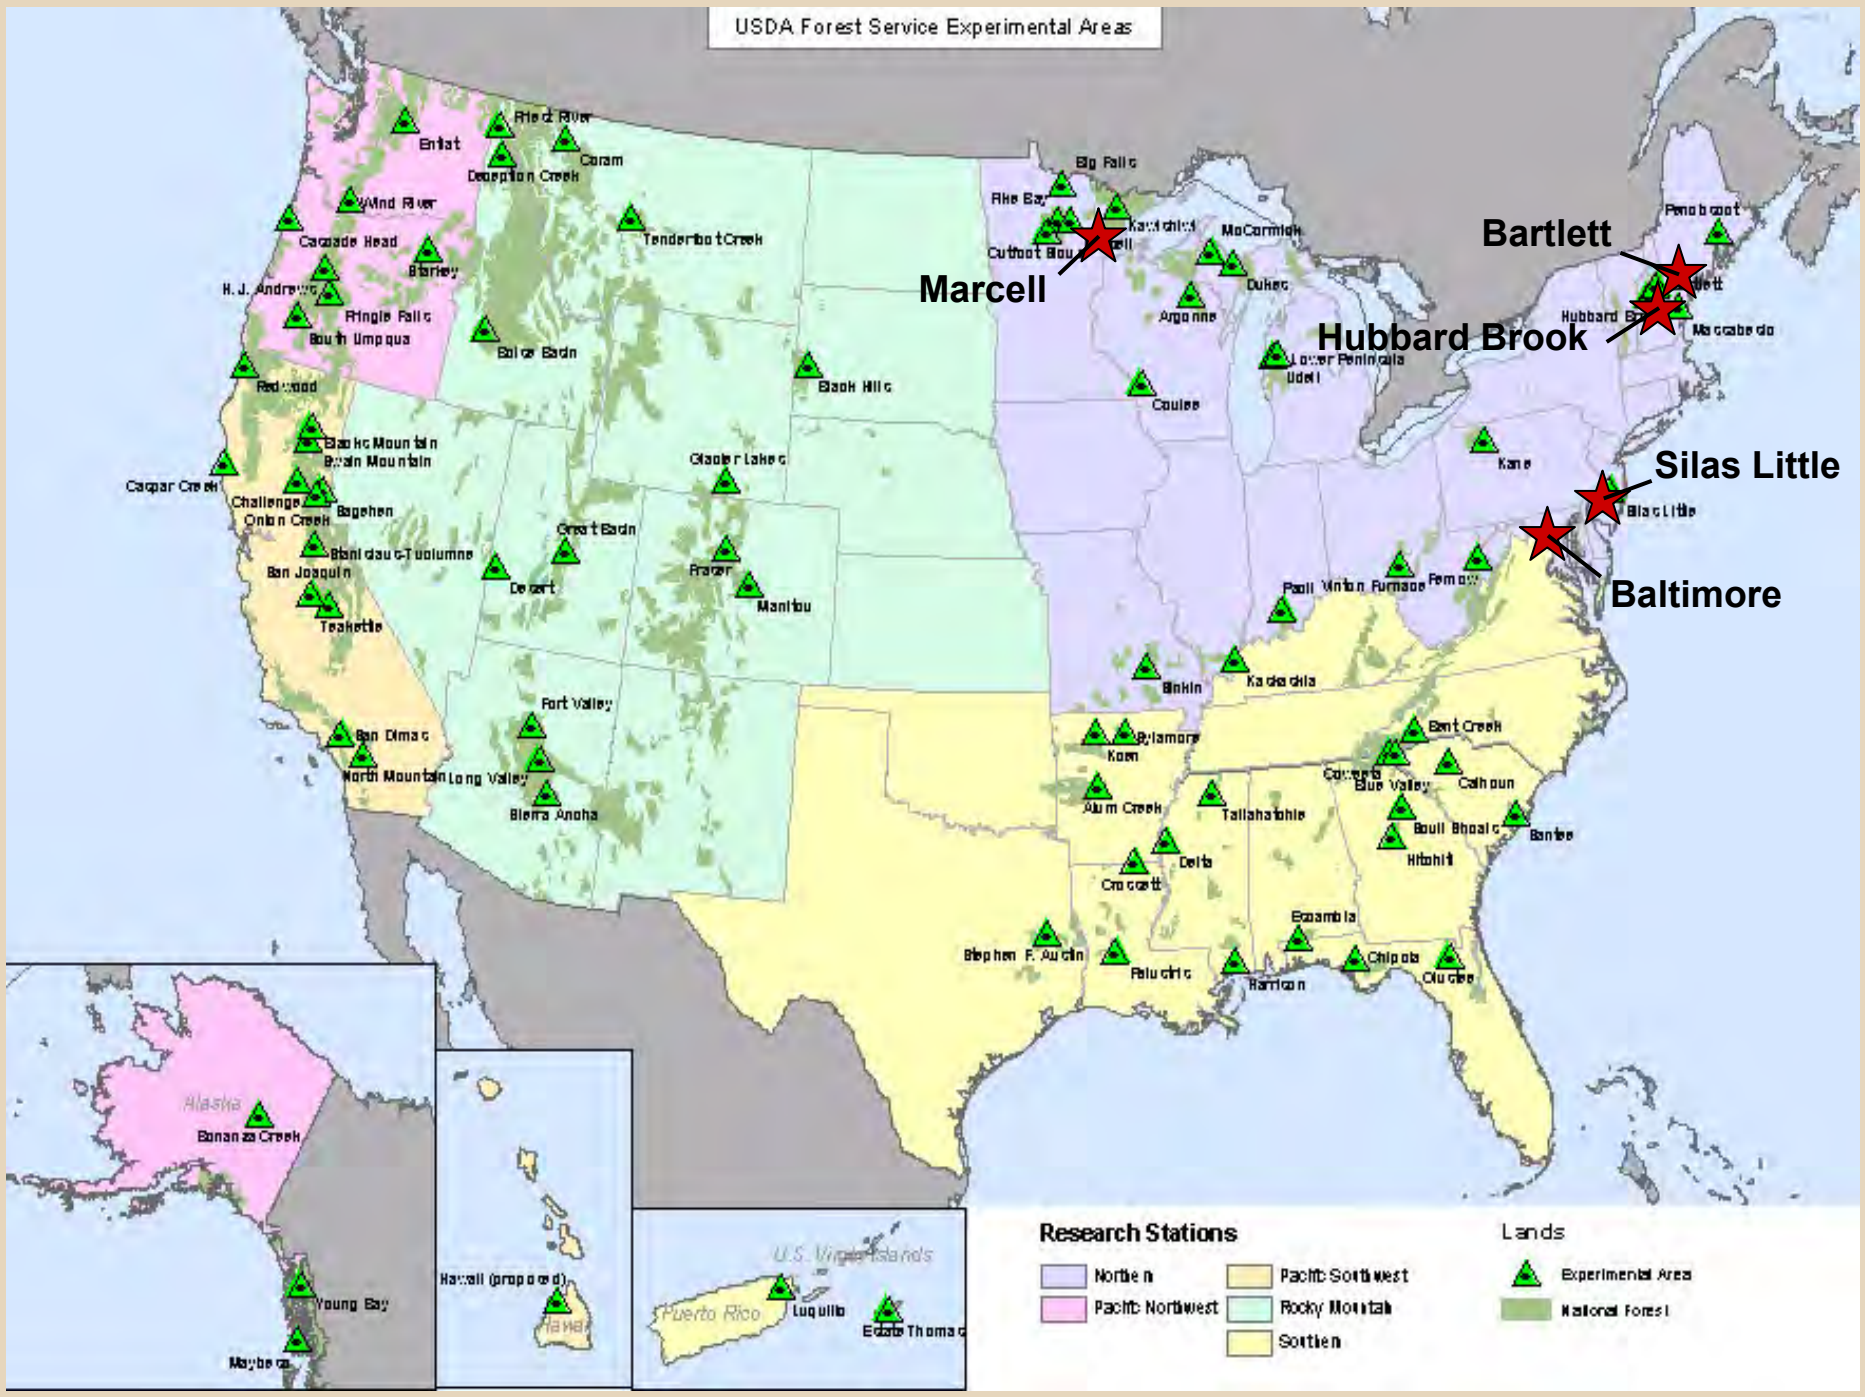 USDA Forest Service Experimental Areas
Priest River
Entiat
Coram
Deception Creek
Big Falls
Pike Bay
Wind River
Penobscot
Kawishiwi
McCormick
Bartlett
Cascade Head
Tenderfoot Creek
Cutfoot Sioux
Starkey
Marcell
Dukes
H. J. Andrews
Pringle Falls
Argonne
Hubbard Brook
Massabesic
South Umpqua
Hubbard Brook
Boise Basin
Lower Peninsula
Udell
Redwood
Black Hills
Coulee
Blacks Mountain
Swain Mountain
Glacier Lakes
Kane
Silas Little
Caspar Creek
Challenge
Sagehen
Onion Creek
Silas Little
Great Basin
Stanislaus-Tuolumne
San Joaquin
Fraser
Desert
Manitou
Paoli
Vinton Furnace
Fernow
Baltimore
Teakettle
Sinkin
Kaskaskia
Fort Valley
San Dimas
Sylamore
Bent Creek
Koen
North Mountain
Long Valley
Coweeta
Blue Valley
Calhoun
Sierra Ancha
Alum Creek
Tallahatchie
Scull Shoals
Santee
Delta
Hitchiti
Crossett
Escambia
Stephen F. Austin
Palustris
Harrison
Chipola
Olustee
Alaska
Bonanza Creek
Young Bay
Maybeso
Hawaii (proposed)
Hawaii
U.S. Virgin Islands
Puerto Rico
Luquillo
Estate Thomas
Research Stations
Northern
Pacific Southwest
Pacific Northwest
Rocky Mountain
Southern
Lands
Experimental Area
National Forest